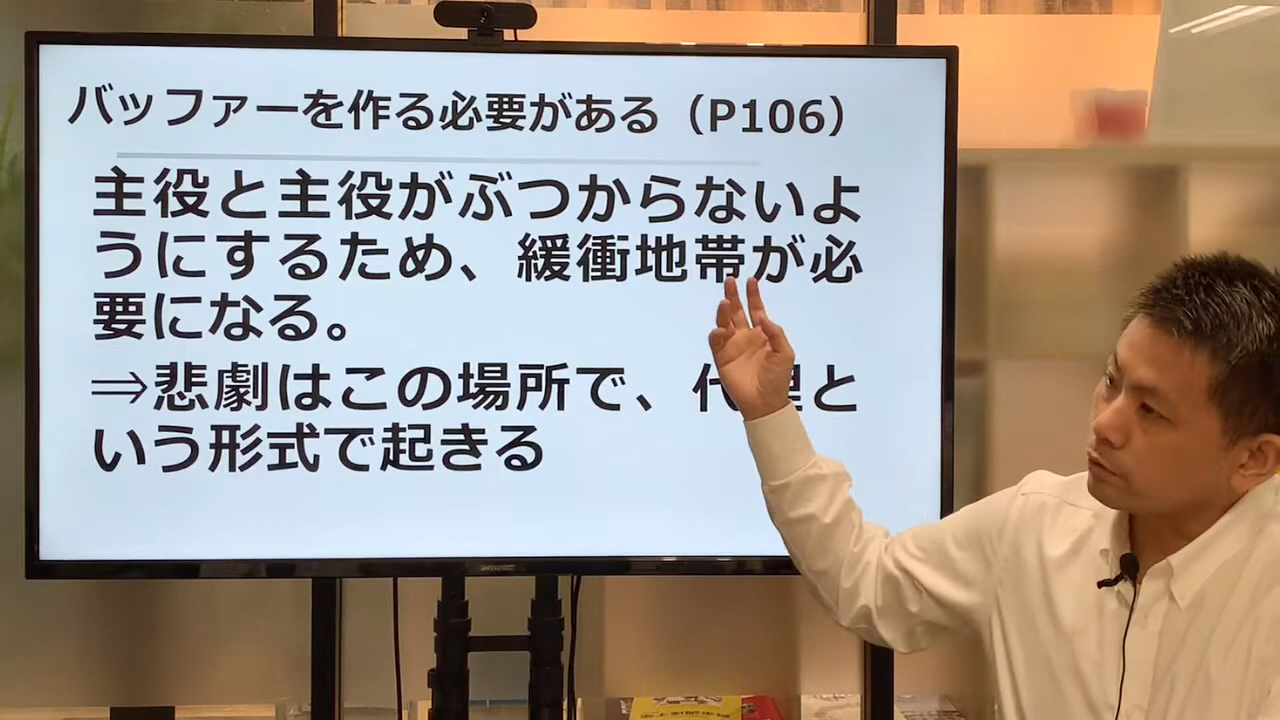 バッファーを作る必要がある（P106）
主役と主役がぶつからないよ
うにするため、緩衝地帯が必
要になる。
⇒悲劇はこの場所で、代理と
いう形式で起きる